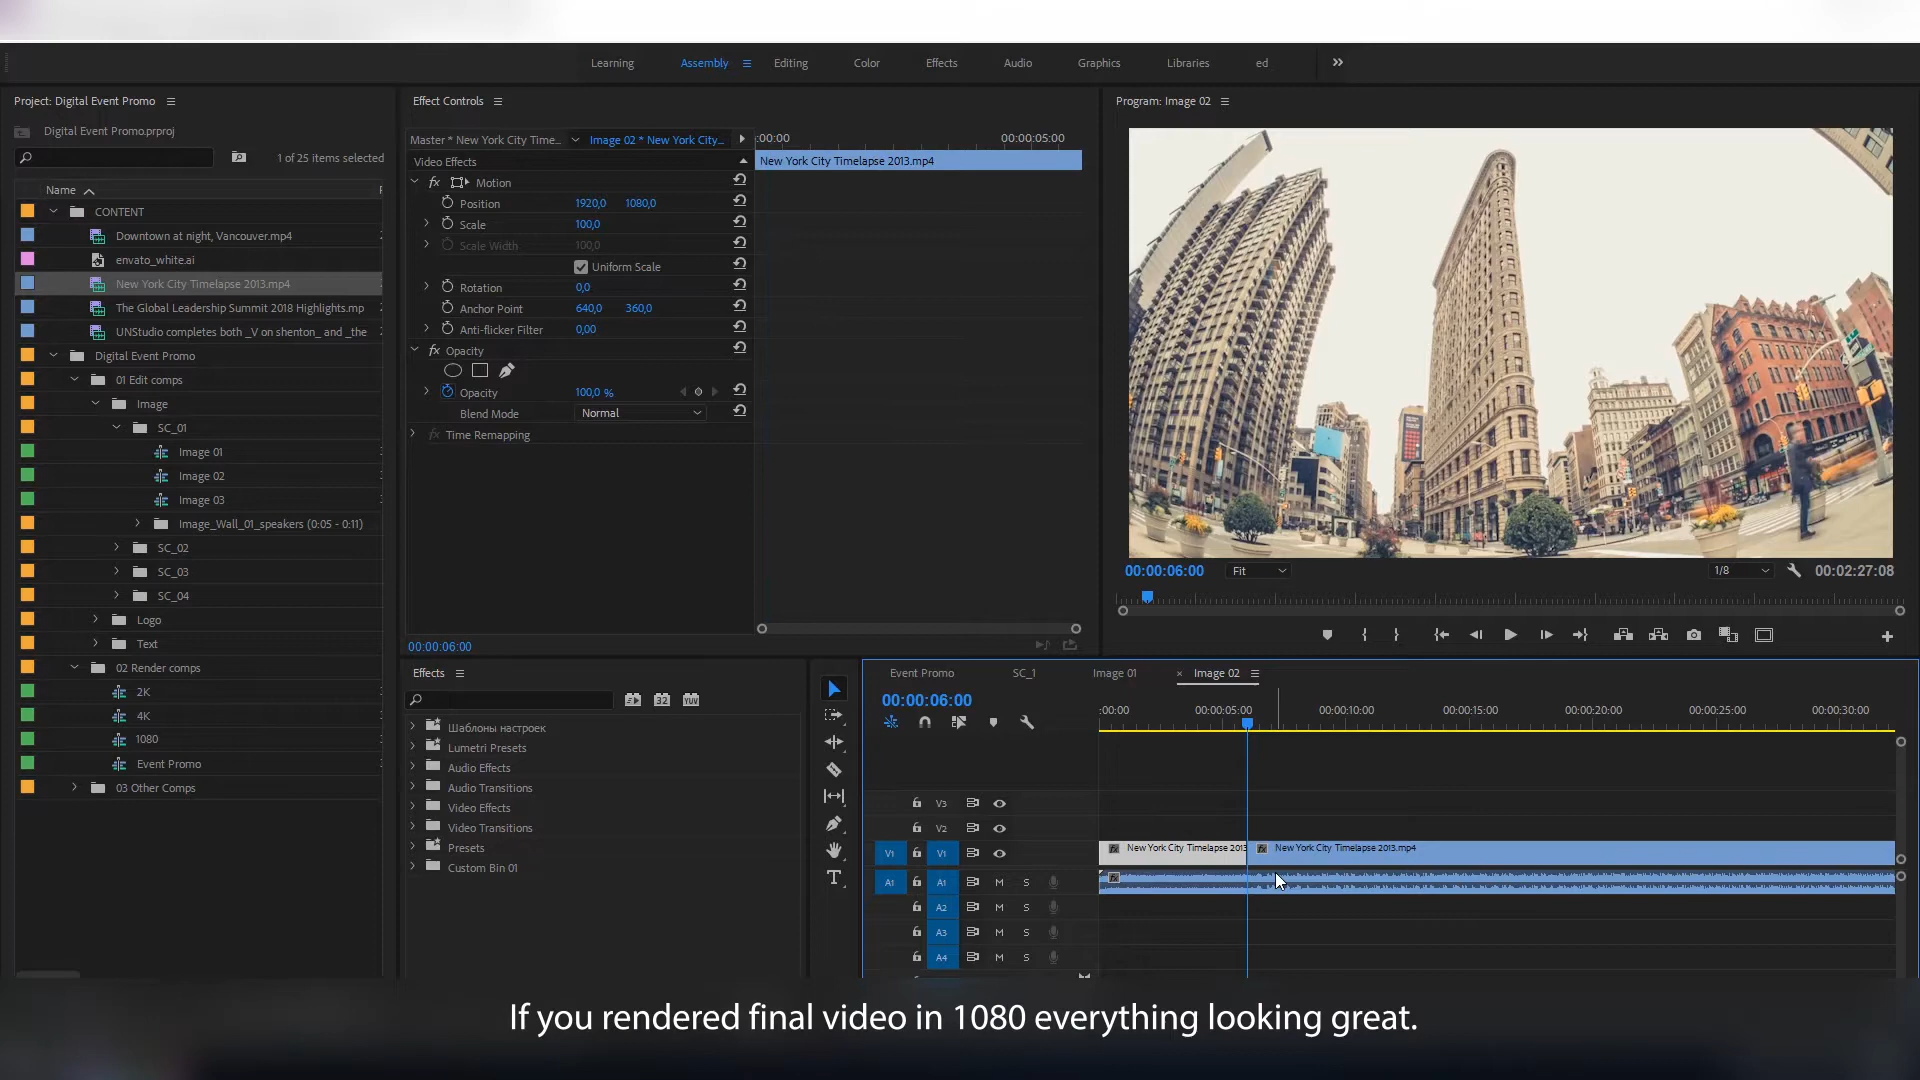 Learning
Assembly
Editing
Color
Effects
Audio
Graphics
Libraries
ed
Project: Digital Event Promo
Digital Event Promo.prproj
1 of 25 items selected
Name
CONTENT
Downtown at night, Vancouver.mp4
envato_white.ai
New York City Timelapse 2013.mp4
The Global Leadership Summit 2018 Highlights.mp
UNStudio completes both _V on shenton_ and _the
Digital Event Promo
01 Edit comps
Image
SC_01
Image 01
Image 02
Image 03
Image_Wall_01_speakers (0:05 - 0:11)
SC_02
SC_03
SC_04
Logo
Text
02 Render comps
2K
4K
1080
Event Promo
03 Other Comps
Effect Controls
Master * New York City Time...
Image 02 * New York City...
:00:00
00:00:05:00
Video Effects
New York City Timelapse 2013.mp4
fx Motion
Position 1920,0 1080,0
Scale 100,0
Scale Width 100,0
Uniform Scale
Rotation 0,0
Anchor Point 640,0 360,0
Anti-flicker Filter 0,00
fx Opacity
Opacity 100,0 %
Blend Mode Normal
fx Time Remapping
00:00:06:00
Program: Image 02
00:00:06:00
Fit
1/8
00:02:27:08
Effects
32
YUV
Шаблоны настроек
Lumetri Presets
Audio Effects
Audio Transitions
Video Effects
Video Transitions
Presets
Custom Bin 01
Event Promo
SC_1
Image 01
× Image 02
00:00:06:00
:00:00
00:00:05:00
00:00:10:00
00:00:15:00
00:00:20:00
00:00:25:00
00:00:30:00
V3
V2
V1 V1
fx New York City Timelapse 2013
fx New York City Timelapse 2013.mp4
A1 A1 M S
fx
A2 M S
A3 M S
A4 M S
If you rendered final video in 1080 everything looking great.